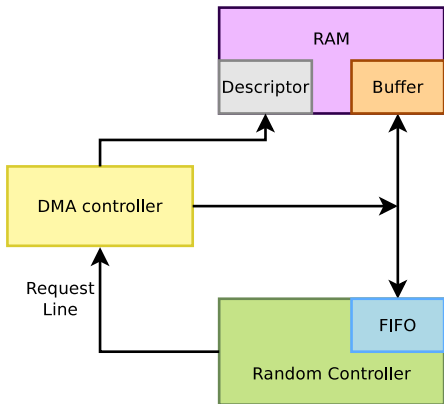 RAM
Descriptor
Buffer
DMA controller
Request
Line
FIFO
Random Controller